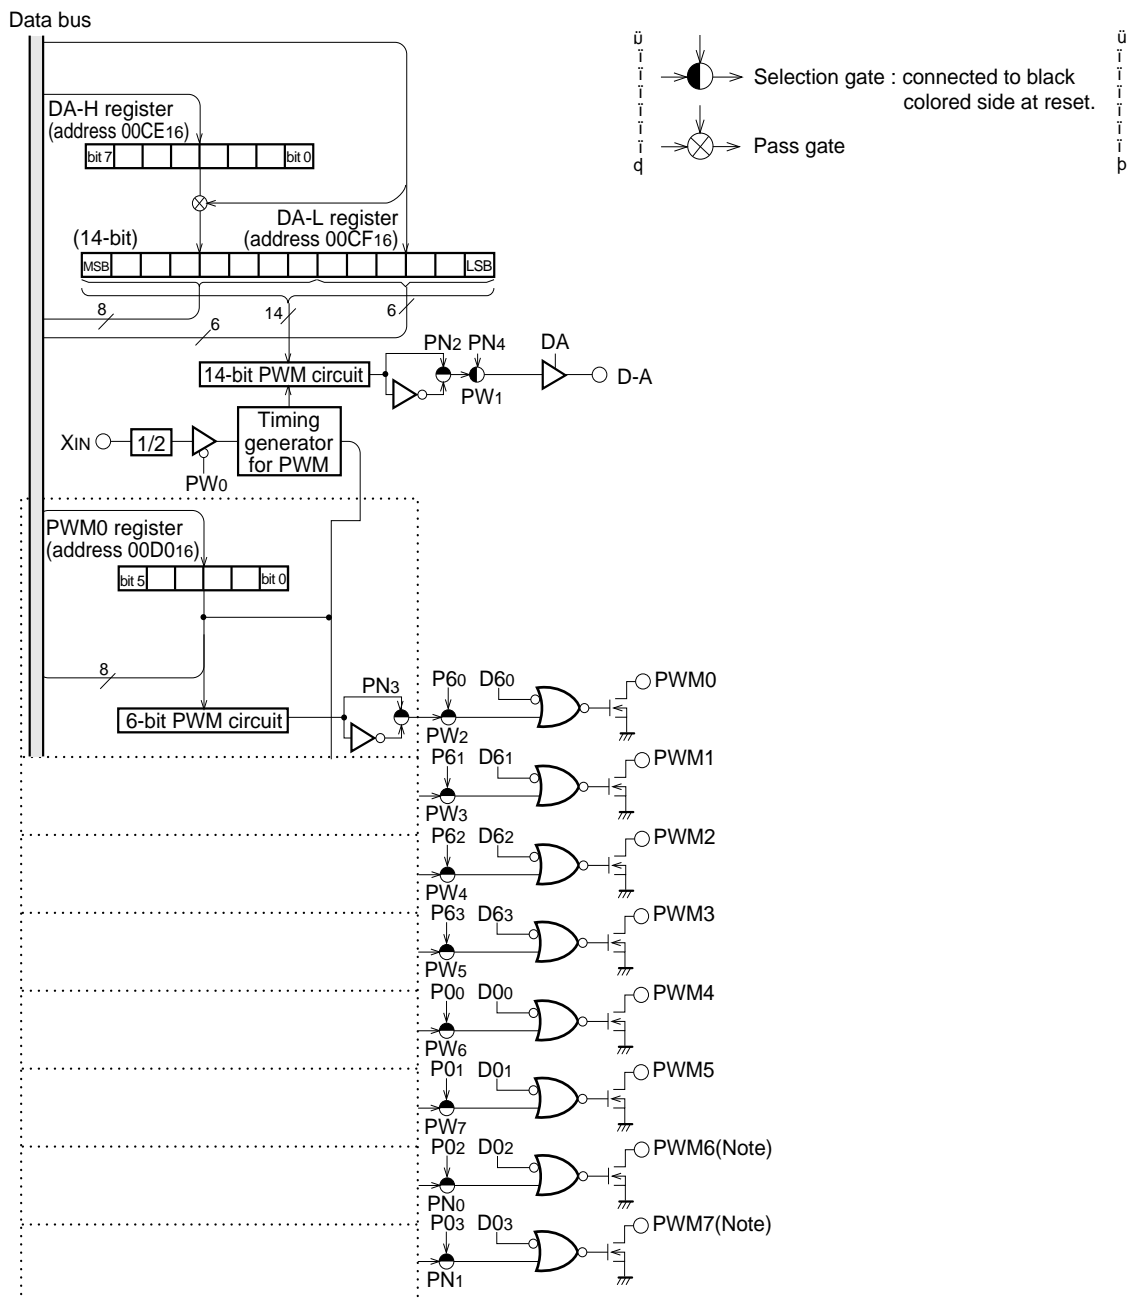 Data bus
ü ü
ï ï
ï ï
ï ï
ï ï
ï ï
ï ï
ï ï
þ þ
Selection gate : connected to black
colored side at reset.
Pass gate
DA-H register
(address 00CE16)
bit 7 bit 0
DA-L register
(address 00CF16)
(14-bit)
MSB LSB
8 14 6
6
PN2 PN4 DA
14-bit PWM circuit
D-A
PW1
XIN 1/2
Timing
generator
for PWM
PW0
PWM0 register
(address 00D016)
bit 5 bit 0
8
PN3
6-bit PWM circuit
P60 D60 PWM0
PW2
P61 D61 PWM1
PW3
P62 D62 PWM2
PW4
P63 D63 PWM3
PW5
P00 D00 PWM4
PW6
P01 D01 PWM5
PW7
P02 D02 PWM6(Note)
PN0
P03 D03 PWM7(Note)
PN1